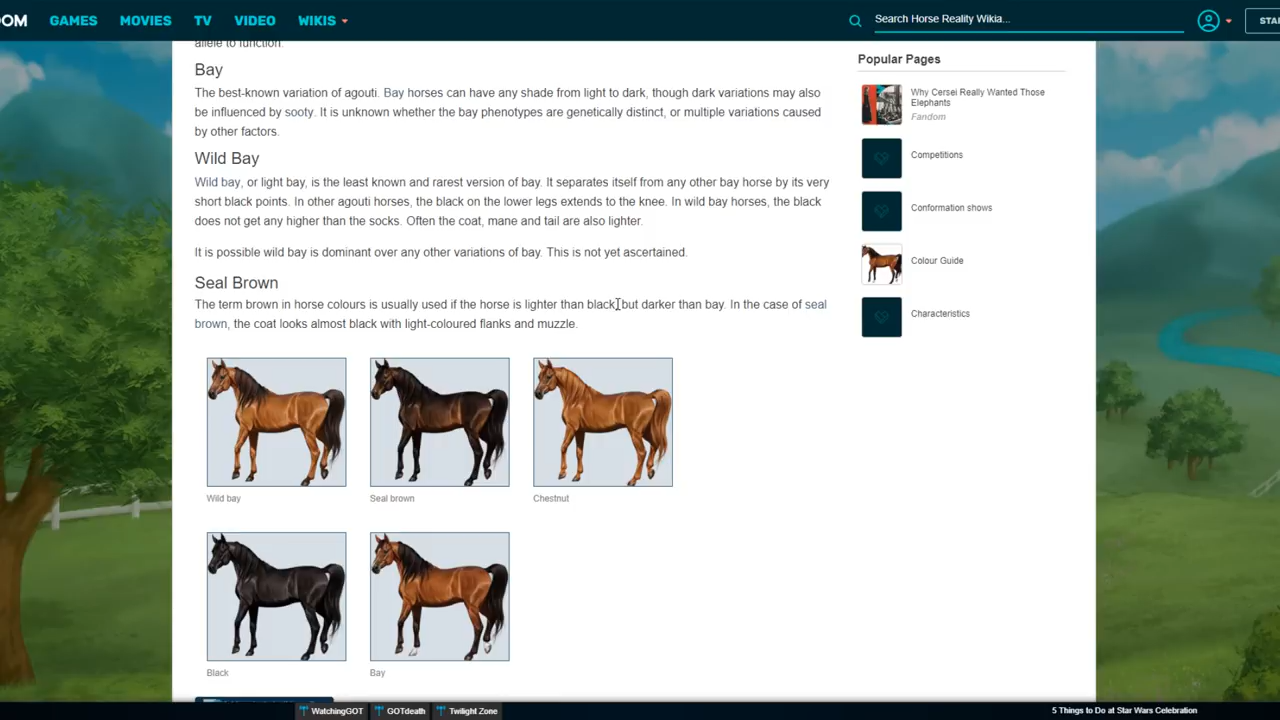 OM GAMES MOVIES TV VIDEO WIKIS Search Horse Reality Wikia... STA
allele to function.
Bay
The best-known variation of agouti. Bay horses can have any shade from light to dark, though dark variations may also
be influenced by sooty. It is unknown whether the bay phenotypes are genetically distinct, or multiple variations caused
by other factors.
Wild Bay
Wild bay, or light bay, is the least known and rarest version of bay. It separates itself from any other bay horse by its very
short black points. In other agouti horses, the black on the lower legs extends to the knee. In wild bay horses, the black
does not get any higher than the socks. Often the coat, mane and tail are also lighter.
It is possible wild bay is dominant over any other variations of bay. This is not yet ascertained.
Seal Brown
The term brown in horse colours is usually used if the horse is lighter than black but darker than bay. In the case of seal
brown, the coat looks almost black with light-coloured flanks and muzzle.
Wild bay
Seal brown
Chestnut
Black
Bay
Popular Pages
Why Cersei Really Wanted Those
Elephants
Fandom
Competitions
Conformation shows
Colour Guide
Characteristics
WatchingGOT GOTdeath Twilight Zone 5 Things to Do at Star Wars Celebration